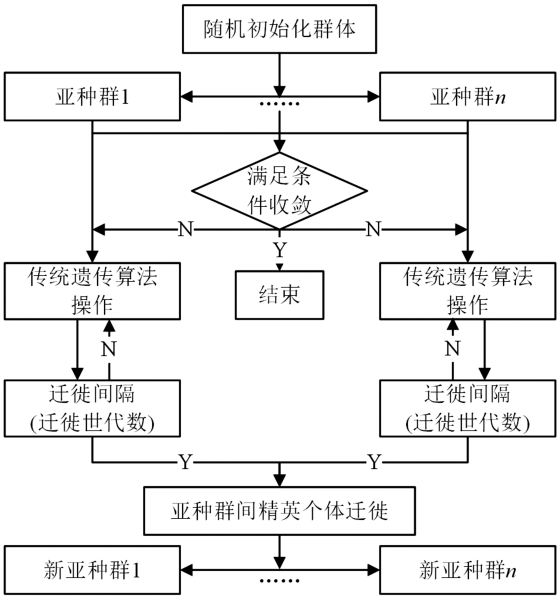 随机初始化群体
亚种群1
……
亚种群n
满足条
件收敛
N
N
Y
传统遗传算法
操作
结束
传统遗传算法
操作
N
N
迁徙间隔
(迁徙世代数)
迁徙间隔
(迁徙世代数)
Y
Y
亚种群间精英个体迁徙
新亚种群1
……
新亚种群n